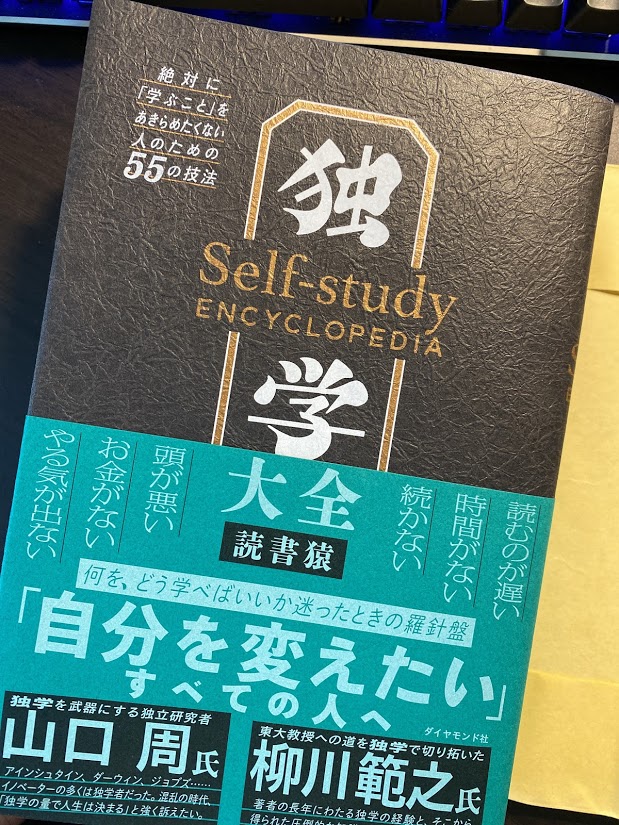 絶対に
「学ぶこと」を
あきらめたくない
人のための
55の技法
独
Self-study
ENCYCLOPEDIA
学
大全
読書猿
読むのが遅い
時間がない
続かない
頭が悪い
お金がない
やる気が出ない
何を、どう学べばいいか迷ったときの羅針盤
「自分を変えたい」
すべての人へ
ダイヤモンド社
独学を武器にする独立研究者
山口 周氏
アインシュタイン、ダーウィン、ジョブズ……
イノベーターの多くは独学者だった。混乱の時代、
「独学の量で人生は決まる」と強く訴えたい。
東大教授への道を独学で切り拓いた
柳川範之氏
著者の長年にわたる独学の経験と、そこから
得られた圧倒的な